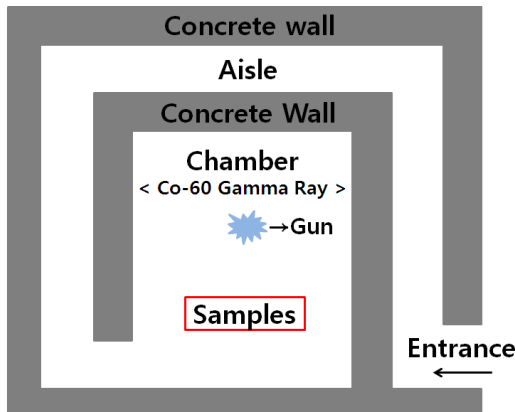 Concrete wall
Aisle
Concrete Wall
Chamber
< Co-60 Gamma Ray >
→Gun
Samples
Entrance
←